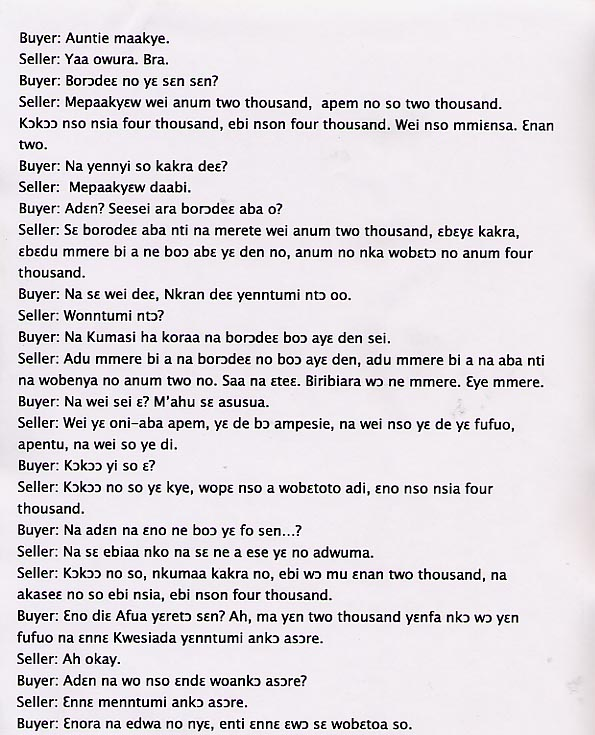 Buyer: Auntie maakye.
Seller: Yaa owura. Bra.
Buyer: Borɔdeɛ no yɛ sɛn sɛn?
Seller: Mepaakyɛw wei anum two thousand, apem no so two thousand.
Kɔkɔɔ nso nsia four thousand, ebi nson four thousand. Wei nso mmiɛnsa. Ɛnan
two.
Buyer: Na yennyi so kakra deɛ?
Seller: Mepaakyɛw daabi.
Buyer: Adɛn? Seesei ara borɔdeɛ aba o?
Seller: Sɛ borodeɛ aba nti na merete wei anum two thousand, ɛbɛyɛ kakra,
ɛbɛdu mmere bi a ne boɔ abɛ yɛ den no, anum no nka wobɛtɔ no anum four
thousand.
Buyer: Na sɛ wei deɛ, Nkran deɛ yenntumi ntɔ oo.
Seller: Wonntumi ntɔ?
Buyer: Na Kumasi ha koraa na borɔdeɛ boɔ ayɛ den sei.
Seller: Adu mmere bi a na borɔdeɛ no boɔ ayɛ den, adu mmere bi a na aba nti
na wobenya no anum two no. Saa na ɛteɛ. Biribiara wɔ ne mmere. Ɛye mmere.
Buyer: Na wei sei ɛ? M'ahu sɛ asusua.
Seller: Wei yɛ oni-aba apem, yɛ de bɔ ampesie, na wei nso yɛ de yɛ fufuo,
apentu, na wei so ye di.
Buyer: Kɔkɔɔ yi so ɛ?
Seller: Kɔkɔɔ no so yɛ kye, wopɛ nso a wobɛtoto adi, ɛno nso nsia four
thousand.
Buyer: Na adɛn na ɛno ne boɔ yɛ fo sen...?
Seller: Na sɛ ebiaa nko na sɛ ne a ese yɛ no adwuma.
Seller: Kɔkɔɔ no so, nkumaa kakra no, ebi wɔ mu ɛnan two thousand, na
akaseɛ no so ebi nsia, ebi nson four thousand.
Buyer: Ɛno diɛ Afua yɛretɔ sɛn? Ah, ma yɛn two thousand yɛnfa nkɔ wɔ yɛn
fufuo na ɛnnɛ Kwesiada yɛnntumi ankɔ asɔre.
Seller: Ah okay.
Buyer: Adɛn na wo nso ɛndɛ woankɔ asɔre?
Seller: Ɛnnɛ menntumi ankɔ asɔre.
Buyer: Ɛnora na edwa no nyɛ, enti ɛnnɛ ɛwɔ sɛ wobɛtoa so.